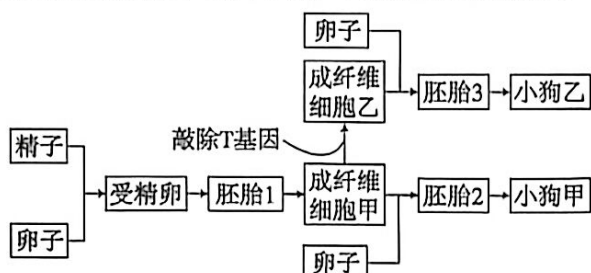 卵子
成纤维
细胞乙
胚胎3
小狗乙
敲除T基因
精子
受精卵
胚胎1
成纤维
细胞甲
胚胎2
小狗甲
卵子
卵子